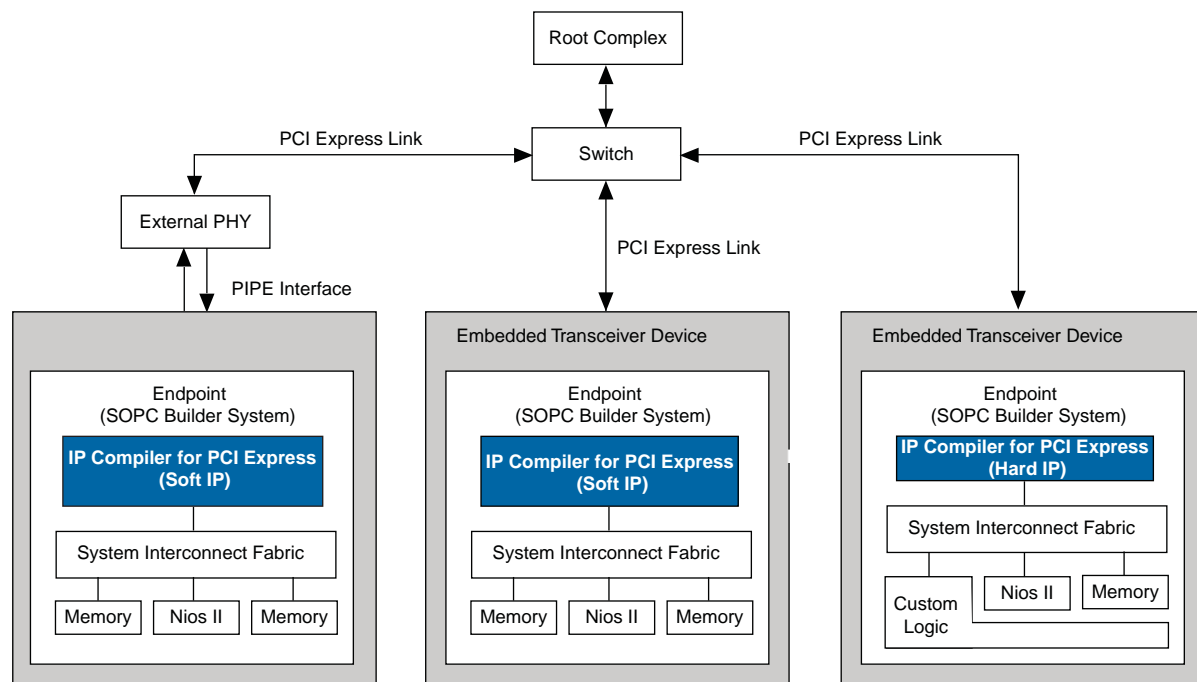 Root Complex
PCI Express Link
Switch
PCI Express Link
External PHY
PCI Express Link
PIPE Interface
Endpoint
(SOPC Builder System)
IP Compiler for PCI Express
(Soft IP)
System Interconnect Fabric
Memory
Nios II
Memory
Embedded Transceiver Device
Endpoint
(SOPC Builder System)
IP Compiler for PCI Express
(Soft IP)
System Interconnect Fabric
Memory
Nios II
Memory
Embedded Transceiver Device
Endpoint
(SOPC Builder System)
IP Compiler for PCI Express
(Hard IP)
System Interconnect Fabric
Custom
Logic
Nios II
Memory